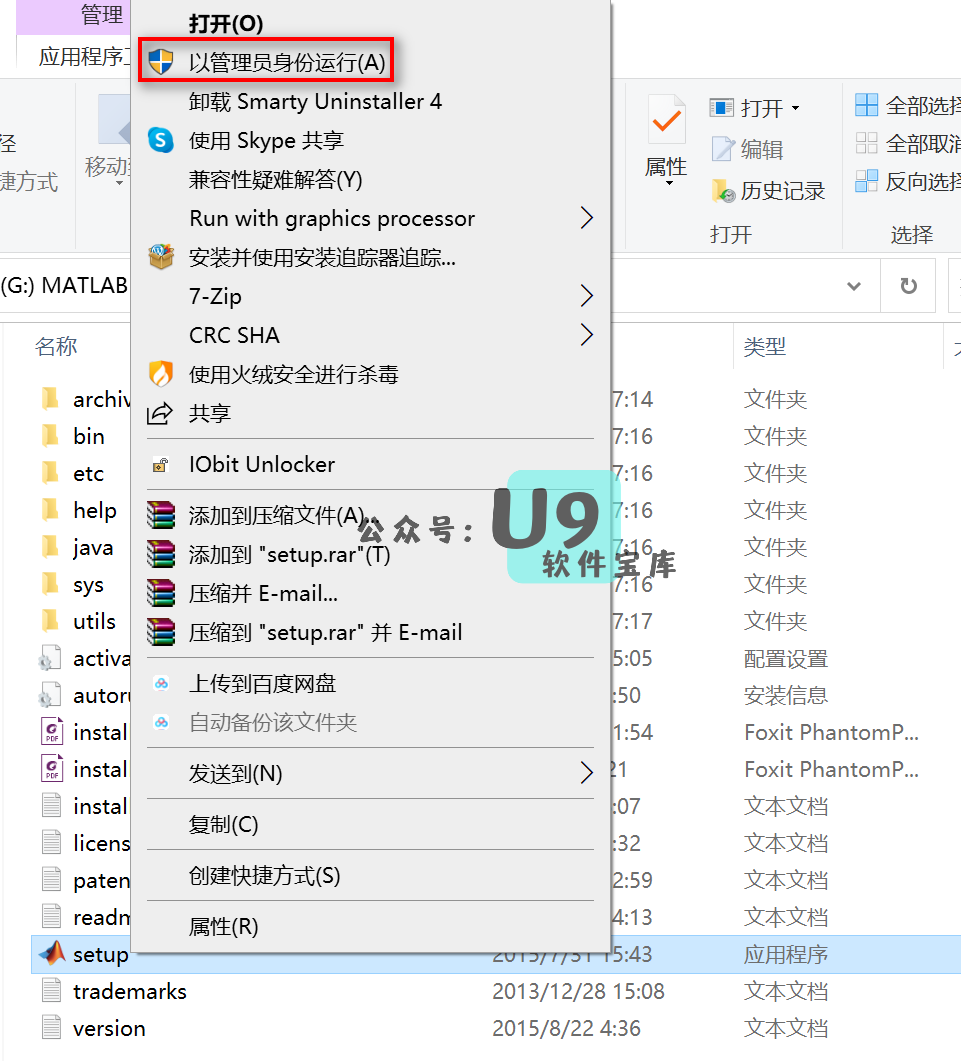 管理
应用程序
径
捷方式
移动
打开(O)
以管理员身份运行(A)
卸载 Smarty Uninstaller 4
使用 Skype 共享
兼容性疑难解答(Y)
Run with graphics processor
安装并使用安装追踪器追踪...
7-Zip
CRC SHA
使用火绒安全进行杀毒
共享
IObit Unlocker
添加到压缩文件(A)...
添加到 "setup.rar"(T)
压缩并 E-mail...
压缩到 "setup.rar" 并 E-mail
上传到百度网盘
自动备份该文件夹
发送到(N)
复制(C)
创建快捷方式(S)
属性(R)
属性
打开
编辑
历史记录
打开
全部选择
全部取消
反向选择
选择
(G:) MATLAB
名称
类型
archiv 7:14 文件夹
bin 7:16 文件夹
etc 7:16 文件夹
help 7:16 文件夹
java 7:16 文件夹
sys 7:16 文件夹
utils 7:17 文件夹
activa 5:05 配置设置
autoru :50 安装信息
instal 1:54 Foxit PhantomP...
instal 21 Foxit PhantomP...
instal :07 文本文档
licens :32 文本文档
paten 2:59 文本文档
readm 4:13 文本文档
setup 2015/7/31 15:43 应用程序
trademarks 2013/12/28 15:08 文本文档
version 2015/8/22 4:36 文本文档
公众号：U9
软件宝库